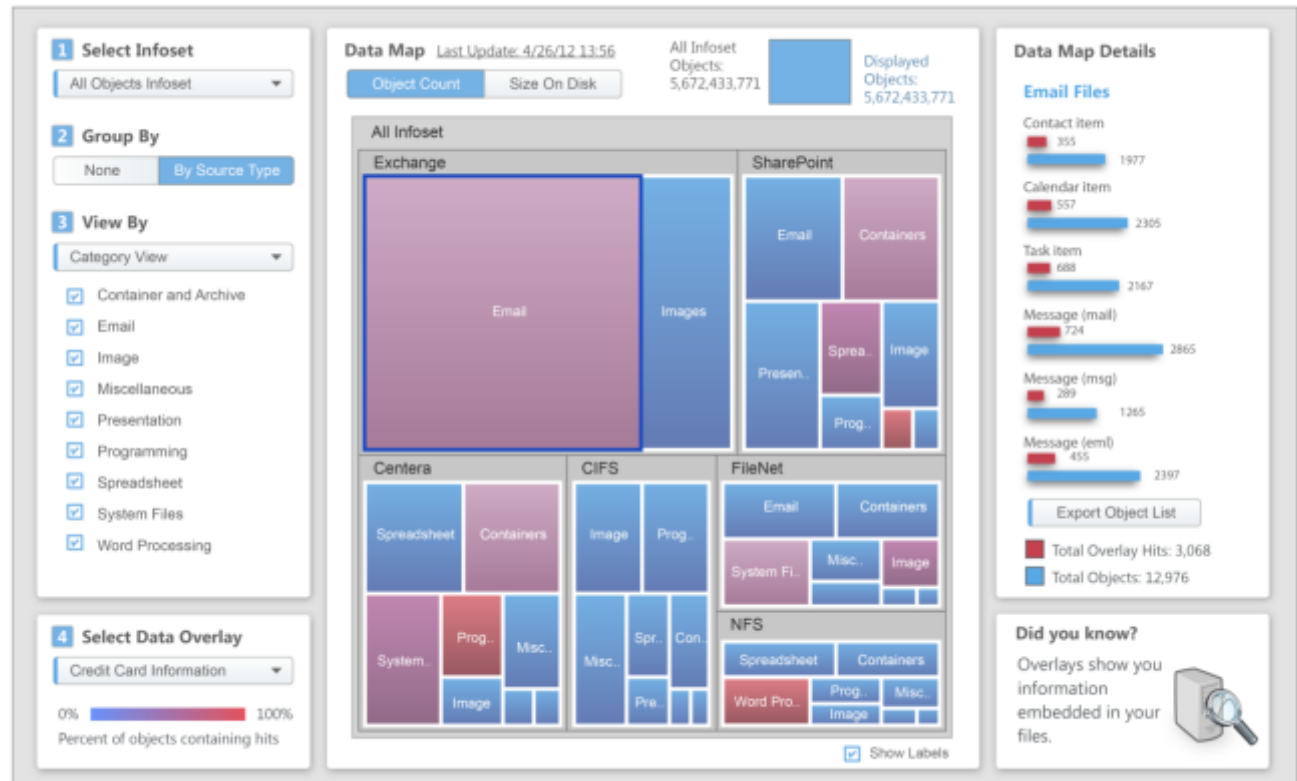 1 Select Infoset
All Objects Infoset
2 Group By
None By Source Type
3 View By
Category View
Container and Archive
Email
Image
Miscellaneous
Presentation
Programming
Spreadsheet
System Files
Word Processing
4 Select Data Overlay
Credit Card Information
0% 100%
Percent of objects containing hits
Data Map Last Update: 4/26/12 13:56
Object Count Size On Disk
All Infoset
Objects:
5,672,433,771
Displayed
Objects:
5,672,433,771
All Infoset
Exchange
Email
Images
SharePoint
Email
Containers
Presen..
Sprea..
Image
Prog..
Centera
Spreadsheet
Containers
System..
Prog..
Misc..
Image
CIFS
Image
Prog..
Misc..
Spr..
Con..
Pre..
FileNet
Email
Containers
System Fi..
Misc..
Image
NFS
Spreadsheet
Containers
Word Pro..
Prog..
Misc..
Image
Show Labels
Data Map Details
Email Files
Contact item
355
1977
Calendar item
557
2305
Task item
688
2167
Message (mail)
724
2865
Message (msg)
289
1265
Message (eml)
455
2397
Export Object List
Total Overlay Hits: 3,068
Total Objects: 12,976
Did you know?
Overlays show you
information
embedded in your
files.